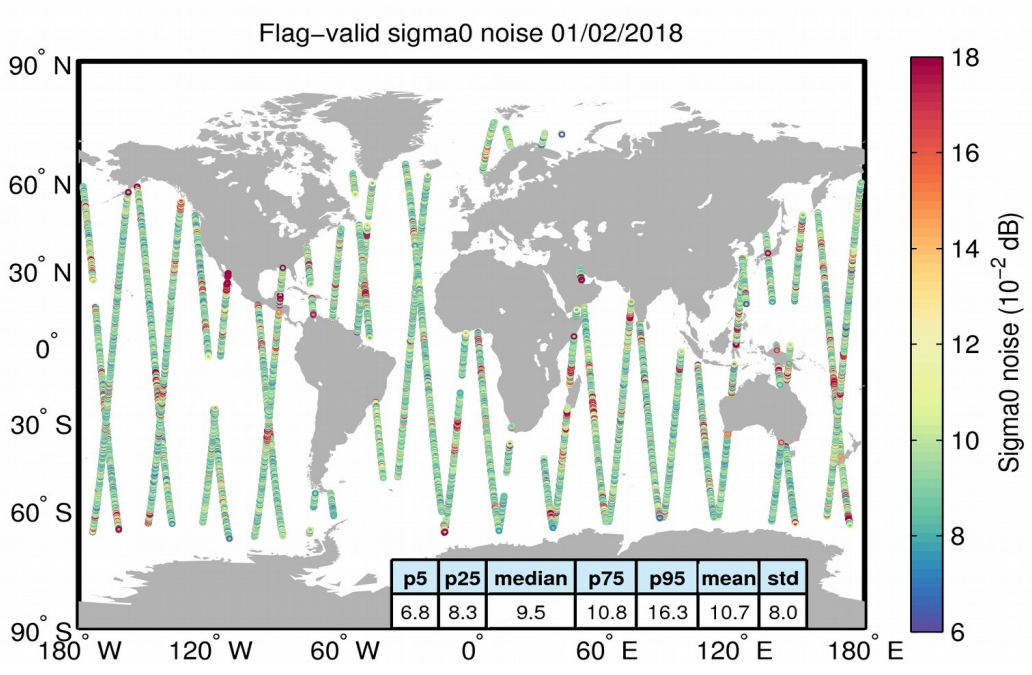 Flag−valid sigma0 noise 01/02/2018
90° N
60° N
30° N
0°
30° S
60° S
90° S
180° W
120° W
60° W
0°
60° E
120° E
180° E
18
16
14
12
10
8
6
Sigma0 noise (10⁻² dB)
p5 p25 median p75 p95 mean std
6.8 8.3 9.5 10.8 16.3 10.7 8.0